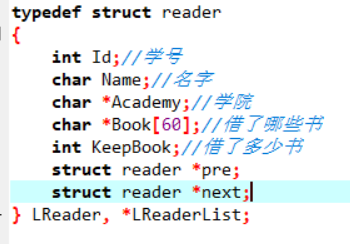 typedef struct reader
{
int Id;//学号
char Name;//名字
char *Academy;//学院
char *Book[60];//借了哪些书
int KeepBook;//借了多少书
struct reader *pre;
struct reader *next;
} LReader, *LReaderList;